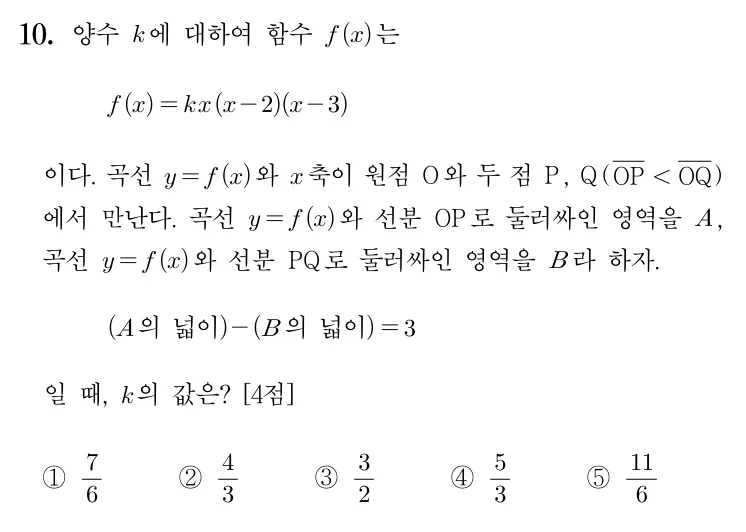 10. 양수 k에 대하여 함수 f(x)는
f(x)=kx(x−2)(x−3)
이다. 곡선 y=f(x)와 x축이 원점 O와 두 점 P, Q(\overline{OP}<\overline{OQ})
에서 만난다. 곡선 y=f(x)와 선분 OP로 둘러싸인 영역을 A,
곡선 y=f(x)와 선분 PQ로 둘러싸인 영역을 B라 하자.
(A의 넓이)−(B의 넓이)=3
일 때, k의 값은? [4점]
① 7/6 ② 4/3 ③ 3/2 ④ 5/3 ⑤ 11/6